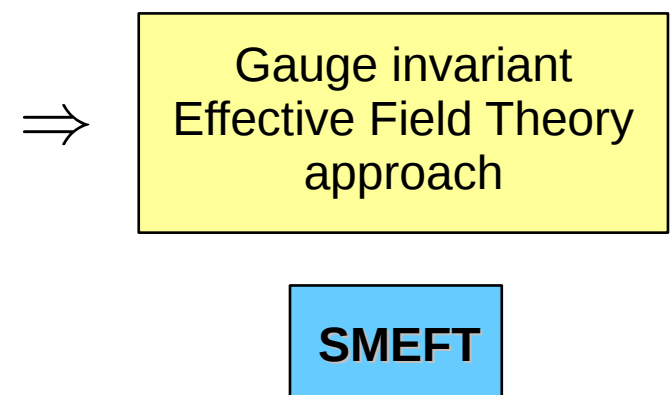 ⇒
Gauge invariant
Effective Field Theory
approach
SMEFT